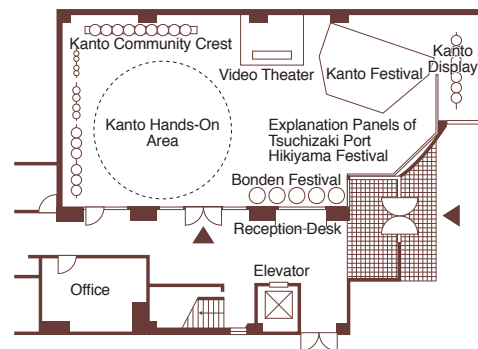 Kanto Community Crest
Video Theater
Kanto Festival
Kanto
Display
Kanto Hands-On
Area
Explanation Panels of
Tsuchizaki Port
Hikiyama Festival
Bonden Festival
Reception Desk
Elevator
Office